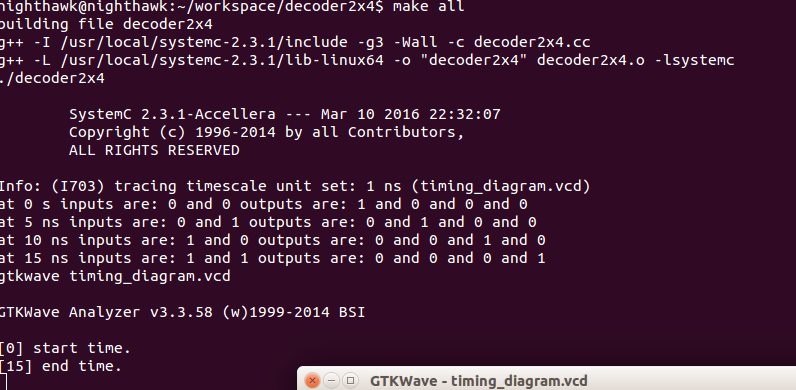 nighthawk@nighthawk:~/workspace/decoder2x4$ make all
building file decoder2x4
g++ -I /usr/local/systemc-2.3.1/include -g3 -Wall -c decoder2x4.cc
g++ -L /usr/local/systemc-2.3.1/lib-linux64 -o "decoder2x4" decoder2x4.o -lsystemc
./decoder2x4
SystemC 2.3.1-Accellera --- Mar 10 2016 22:32:07
Copyright (c) 1996-2014 by all Contributors,
ALL RIGHTS RESERVED
Info: (I703) tracing timescale unit set: 1 ns (timing_diagram.vcd)
at 0 s inputs are: 0 and 0 outputs are: 1 and 0 and 0 and 0
at 5 ns inputs are: 0 and 1 outputs are: 0 and 1 and 0 and 0
at 10 ns inputs are: 1 and 0 outputs are: 0 and 0 and 1 and 0
at 15 ns inputs are: 1 and 1 outputs are: 0 and 0 and 0 and 1
gtkwave timing_diagram.vcd
GTKWave Analyzer v3.3.58 (w)1999-2014 BSI
[0] start time.
[15] end time.
GTKWave - timing_diagram.vcd